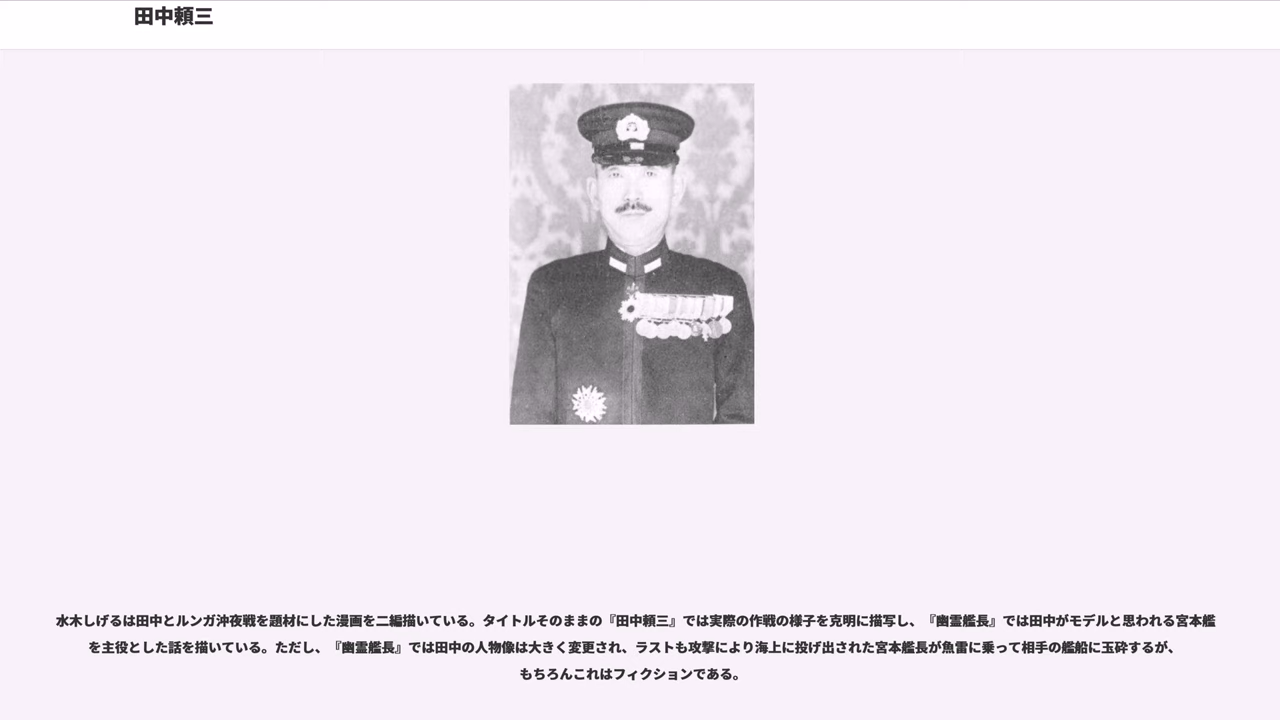 田中頼三
水木しげるは田中とルンガ沖夜戦を題材にした漫画を二編描いている。タイトルそのままの『田中頼三』では実際の作戦の様子を克明に描写し、『幽霊艦長』では田中がモデルと思われる宮本艦
を主役とした話を描いている。ただし、『幽霊艦長』では田中の人物像は大きく変更され、ラストも攻撃により海上に投げ出された宮本艦長が魚雷に乗って相手の艦船に玉砕するが、
もちろんこれはフィクションである。